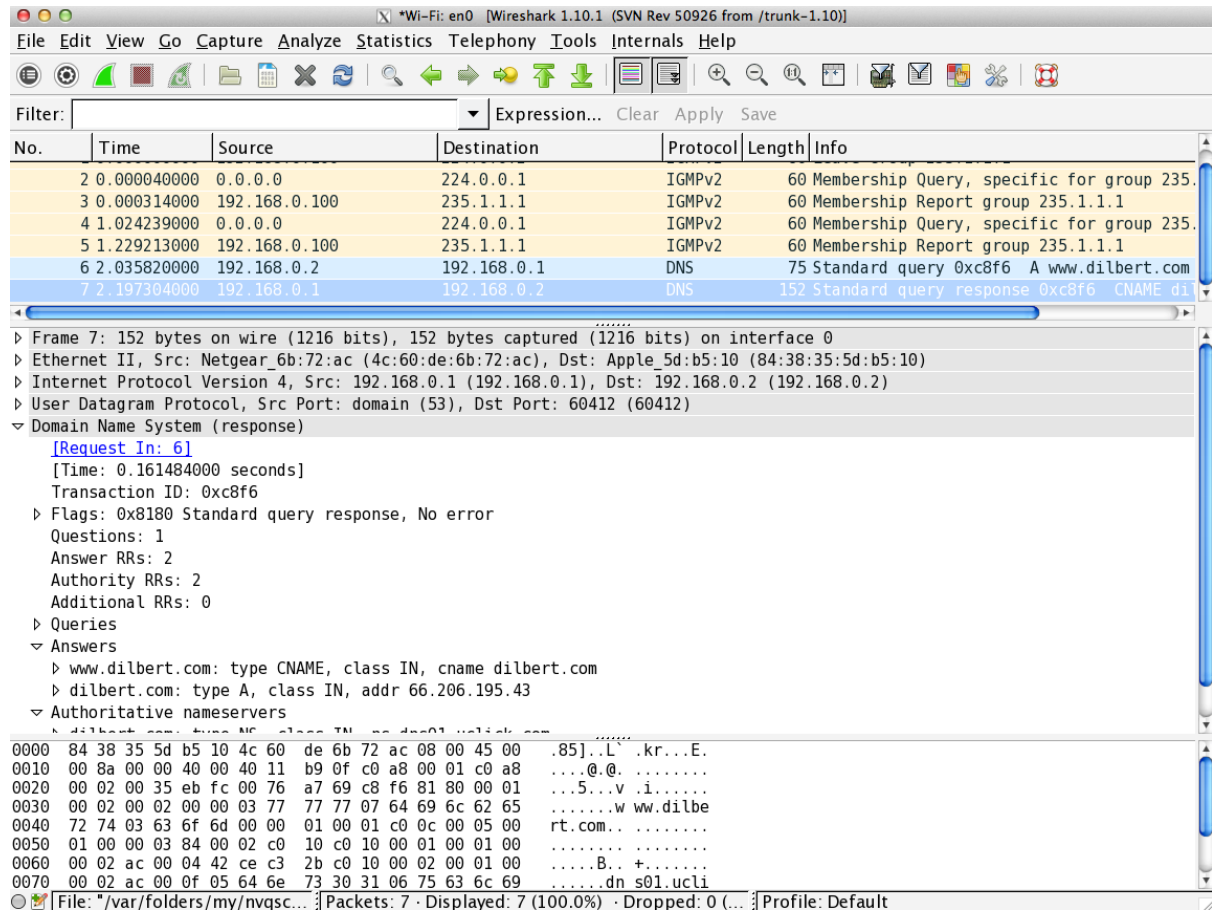 *Wi-Fi: en0 [Wireshark 1.10.1 (SVN Rev 50926 from /trunk-1.10)]
File Edit View Go Capture Analyze Statistics Telephony Tools Internals Help
Filter: Expression... Clear Apply Save
No. Time Source Destination Protocol Length Info
2 0.000040000 0.0.0.0 224.0.0.1 IGMPv2 60 Membership Query, specific for group 235.
3 0.000314000 192.168.0.100 235.1.1.1 IGMPv2 60 Membership Report group 235.1.1.1
4 1.024239000 0.0.0.0 224.0.0.1 IGMPv2 60 Membership Query, specific for group 235.
5 1.229213000 192.168.0.100 235.1.1.1 IGMPv2 60 Membership Report group 235.1.1.1
6 2.035820000 192.168.0.2 192.168.0.1 DNS 75 Standard query 0xc8f6 A www.dilbert.com
7 2.197304000 192.168.0.1 192.168.0.2 DNS 152 Standard query response 0xc8f6 CNAME dil
Frame 7: 152 bytes on wire (1216 bits), 152 bytes captured (1216 bits) on interface 0
Ethernet II, Src: Netgear_6b:72:ac (4c:60:de:6b:72:ac), Dst: Apple_5d:b5:10 (84:38:35:5d:b5:10)
Internet Protocol Version 4, Src: 192.168.0.1 (192.168.0.1), Dst: 192.168.0.2 (192.168.0.2)
User Datagram Protocol, Src Port: domain (53), Dst Port: 60412 (60412)
Domain Name System (response)
[Request In: 6]
[Time: 0.161484000 seconds]
Transaction ID: 0xc8f6
Flags: 0x8180 Standard query response, No error
Questions: 1
Answer RRs: 2
Authority RRs: 2
Additional RRs: 0
Queries
Answers
www.dilbert.com: type CNAME, class IN, cname dilbert.com
dilbert.com: type A, class IN, addr 66.206.195.43
Authoritative nameservers
0000 84 38 35 5d b5 10 4c 60 de 6b 72 ac 08 00 45 00 .85]..L` .kr...E.
0010 00 8a 00 00 40 00 40 11 b9 0f c0 a8 00 01 c0 a8 ....@.@. ........
0020 00 02 00 35 eb fc 00 76 a7 69 c8 f6 81 80 00 01 ...5...v .i......
0030 00 02 00 02 00 00 03 77 77 77 07 64 69 6c 62 65 .......w ww.dilbe
0040 72 74 03 63 6f 6d 00 00 01 00 01 c0 0c 00 05 00 rt.com.. ........
0050 01 00 00 03 84 00 02 c0 10 c0 10 00 01 00 01 00 ........ ........
0060 00 02 ac 00 04 42 ce c3 2b c0 10 00 02 00 01 00 .....B.. +.......
0070 00 02 ac 00 0f 05 64 6e 73 30 31 06 75 63 6c 69 ......dn s01.ucli
File: "/var/folders/my/nvqsc... Packets: 7 · Displayed: 7 (100.0%) · Dropped: 0 (... Profile: Default